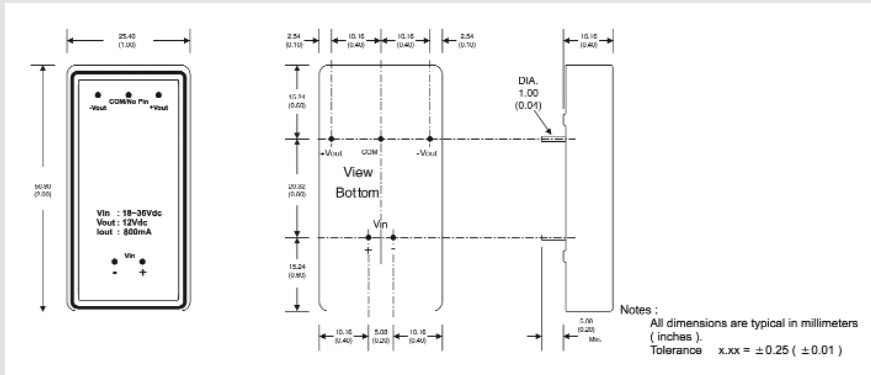 25.40
(1.00)
50.80
(2.00)
-Vout
COM/No Pin
+Vout
Vin : 18~36Vdc
Vout : 12Vdc
Iout : 800mA
Vin
- +
2.54
(0.10)
10.16
(0.40)
10.16
(0.40)
2.54
(0.10)
15.24
(0.60)
20.32
(0.80)
15.24
(0.60)
+Vout
COM
-Vout
View
Bottom
Vin
+ -
10.16
(0.40)
5.08
(0.20)
10.16
(0.40)
10.16
(0.40)
DIA.
1.00
(0.04)
5.08
(0.20)
Min.
Notes :
All dimensions are typical in millimeters
( inches ).
Tolerance x.xx = ±0.25 ( ±0.01 )